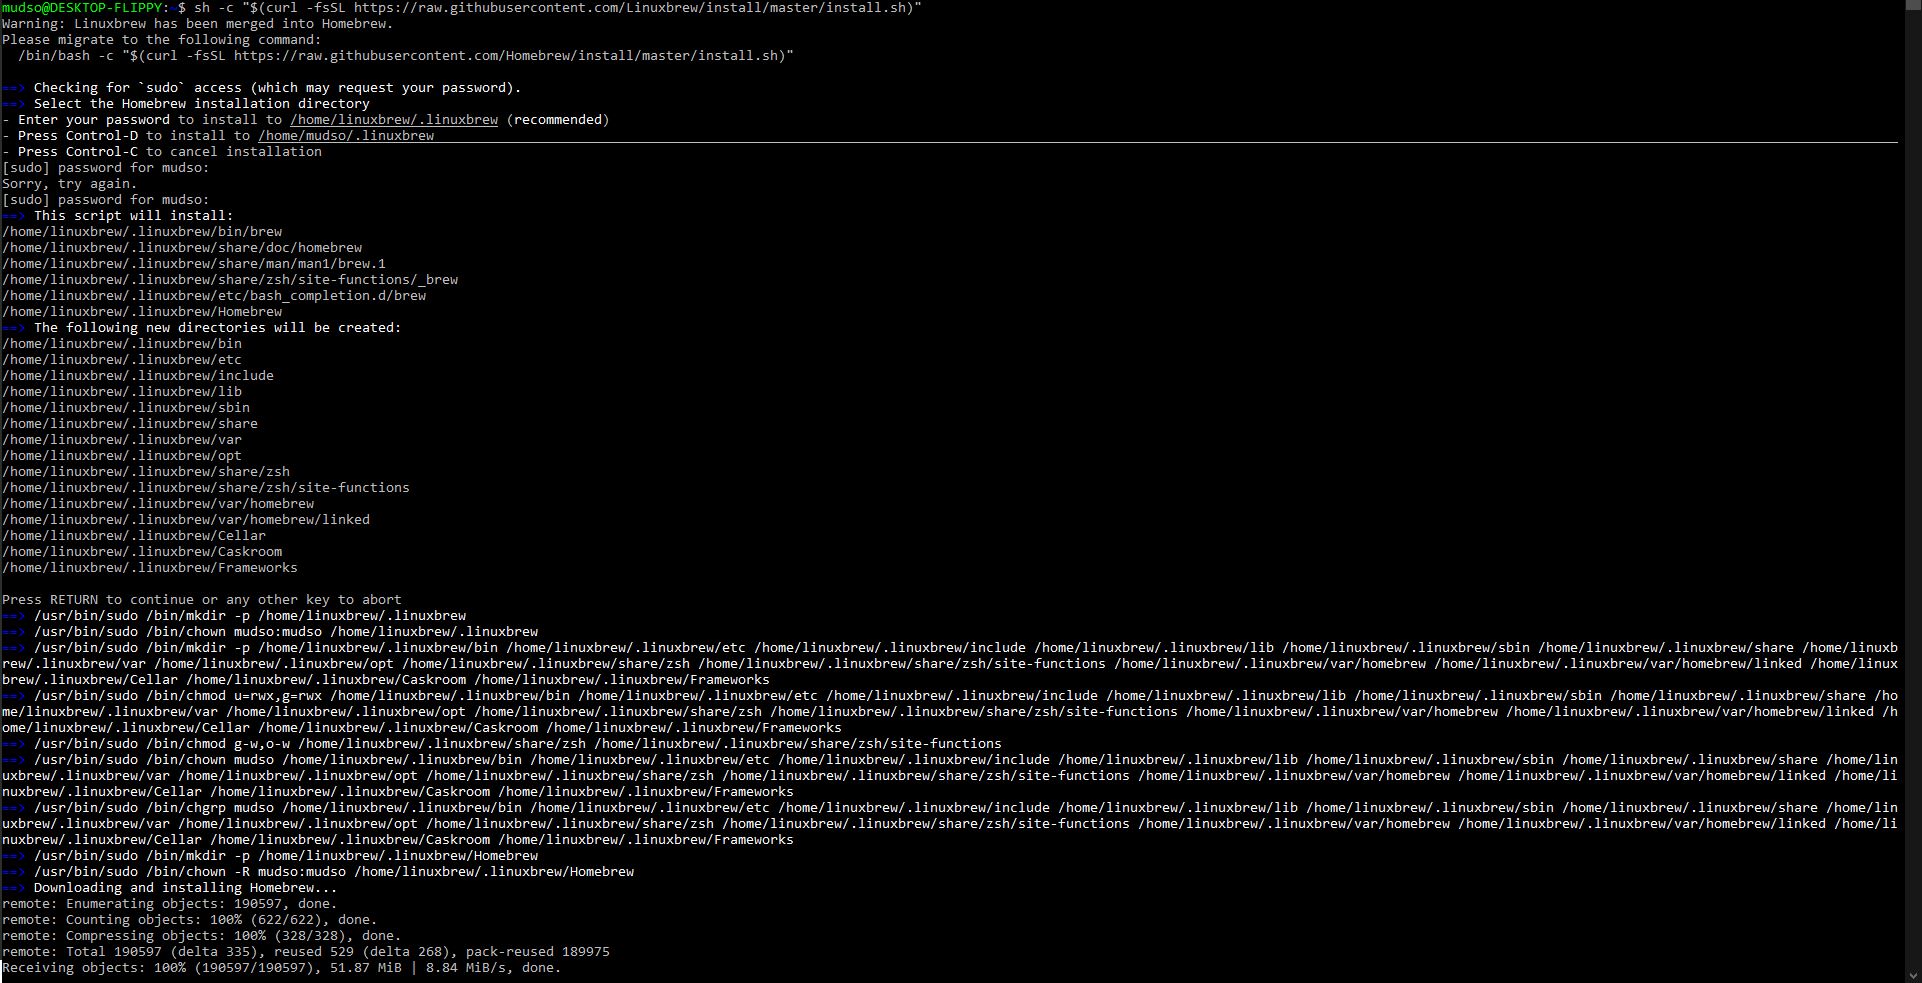 mudso@DESKTOP-FLIPPY:~$ sh -c "$(curl -fsSL https://raw.githubusercontent.com/Linuxbrew/install/master/install.sh)"
Warning: Linuxbrew has been merged into Homebrew.
Please migrate to the following command:
  /bin/bash -c "$(curl -fsSL https://raw.githubusercontent.com/Homebrew/install/master/install.sh)"

==> Checking for `sudo` access (which may request your password).
==> Select the Homebrew installation directory
- Enter your password to install to /home/linuxbrew/.linuxbrew (recommended)
- Press Control-D to install to /home/mudso/.linuxbrew
- Press Control-C to cancel installation
[sudo] password for mudso:
Sorry, try again.
[sudo] password for mudso:
==> This script will install:
/home/linuxbrew/.linuxbrew/bin/brew
/home/linuxbrew/.linuxbrew/share/doc/homebrew
/home/linuxbrew/.linuxbrew/share/man/man1/brew.1
/home/linuxbrew/.linuxbrew/share/zsh/site-functions/_brew
/home/linuxbrew/.linuxbrew/etc/bash_completion.d/brew
/home/linuxbrew/.linuxbrew/Homebrew
==> The following new directories will be created:
/home/linuxbrew/.linuxbrew/bin
/home/linuxbrew/.linuxbrew/etc
/home/linuxbrew/.linuxbrew/include
/home/linuxbrew/.linuxbrew/lib
/home/linuxbrew/.linuxbrew/sbin
/home/linuxbrew/.linuxbrew/share
/home/linuxbrew/.linuxbrew/var
/home/linuxbrew/.linuxbrew/opt
/home/linuxbrew/.linuxbrew/share/zsh
/home/linuxbrew/.linuxbrew/share/zsh/site-functions
/home/linuxbrew/.linuxbrew/var/homebrew
/home/linuxbrew/.linuxbrew/var/homebrew/linked
/home/linuxbrew/.linuxbrew/Cellar
/home/linuxbrew/.linuxbrew/Caskroom
/home/linuxbrew/.linuxbrew/Frameworks

Press RETURN to continue or any other key to abort
==> /usr/bin/sudo /bin/mkdir -p /home/linuxbrew/.linuxbrew
==> /usr/bin/sudo /bin/chown mudso:mudso /home/linuxbrew/.linuxbrew
==> /usr/bin/sudo /bin/mkdir -p /home/linuxbrew/.linuxbrew/bin /home/linuxbrew/.linuxbrew/etc /home/linuxbrew/.linuxbrew/include /home/linuxbrew/.linuxbrew/lib /home/linuxbrew/.linuxbrew/sbin /home/linuxbrew/.linuxbrew/share /home/linuxb
rew/.linuxbrew/var /home/linuxbrew/.linuxbrew/opt /home/linuxbrew/.linuxbrew/share/zsh /home/linuxbrew/.linuxbrew/share/zsh/site-functions /home/linuxbrew/.linuxbrew/var/homebrew /home/linuxbrew/.linuxbrew/var/homebrew/linked /home/linux
brew/.linuxbrew/Cellar /home/linuxbrew/.linuxbrew/Caskroom /home/linuxbrew/.linuxbrew/Frameworks
==> /usr/bin/sudo /bin/chmod u=rwx,g=rwx /home/linuxbrew/.linuxbrew/bin /home/linuxbrew/.linuxbrew/etc /home/linuxbrew/.linuxbrew/include /home/linuxbrew/.linuxbrew/lib /home/linuxbrew/.linuxbrew/sbin /home/linuxbrew/.linuxbrew/share /ho
me/linuxbrew/.linuxbrew/var /home/linuxbrew/.linuxbrew/opt /home/linuxbrew/.linuxbrew/share/zsh /home/linuxbrew/.linuxbrew/share/zsh/site-functions /home/linuxbrew/.linuxbrew/var/homebrew /home/linuxbrew/.linuxbrew/var/homebrew/linked /h
ome/linuxbrew/.linuxbrew/Cellar /home/linuxbrew/.linuxbrew/Caskroom /home/linuxbrew/.linuxbrew/Frameworks
==> /usr/bin/sudo /bin/chmod g-w,o-w /home/linuxbrew/.linuxbrew/share/zsh /home/linuxbrew/.linuxbrew/share/zsh/site-functions
==> /usr/bin/sudo /bin/chown mudso /home/linuxbrew/.linuxbrew/bin /home/linuxbrew/.linuxbrew/etc /home/linuxbrew/.linuxbrew/include /home/linuxbrew/.linuxbrew/lib /home/linuxbrew/.linuxbrew/sbin /home/linuxbrew/.linuxbrew/share /home/lin
uxbrew/.linuxbrew/var /home/linuxbrew/.linuxbrew/opt /home/linuxbrew/.linuxbrew/share/zsh /home/linuxbrew/.linuxbrew/share/zsh/site-functions /home/linuxbrew/.linuxbrew/var/homebrew /home/linuxbrew/.linuxbrew/var/homebrew/linked /home/li
nuxbrew/.linuxbrew/Cellar /home/linuxbrew/.linuxbrew/Caskroom /home/linuxbrew/.linuxbrew/Frameworks
==> /usr/bin/sudo /bin/chgrp mudso /home/linuxbrew/.linuxbrew/bin /home/linuxbrew/.linuxbrew/etc /home/linuxbrew/.linuxbrew/include /home/linuxbrew/.linuxbrew/lib /home/linuxbrew/.linuxbrew/sbin /home/linuxbrew/.linuxbrew/share /home/lin
uxbrew/.linuxbrew/var /home/linuxbrew/.linuxbrew/opt /home/linuxbrew/.linuxbrew/share/zsh /home/linuxbrew/.linuxbrew/share/zsh/site-functions /home/linuxbrew/.linuxbrew/var/homebrew /home/linuxbrew/.linuxbrew/var/homebrew/linked /home/li
nuxbrew/.linuxbrew/Cellar /home/linuxbrew/.linuxbrew/Caskroom /home/linuxbrew/.linuxbrew/Frameworks
==> /usr/bin/sudo /bin/mkdir -p /home/linuxbrew/.linuxbrew/Homebrew
==> /usr/bin/sudo /bin/chown -R mudso:mudso /home/linuxbrew/.linuxbrew/Homebrew
==> Downloading and installing Homebrew...
remote: Enumerating objects: 190597, done.
remote: Counting objects: 100% (622/622), done.
remote: Compressing objects: 100% (328/328), done.
remote: Total 190597 (delta 335), reused 529 (delta 268), pack-reused 189975
Receiving objects: 100% (190597/190597), 51.87 MiB | 8.84 MiB/s, done.